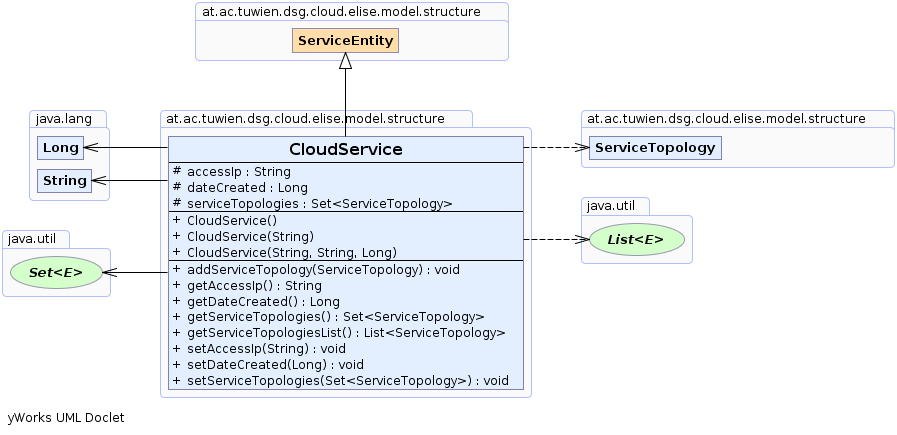 at.ac.tuwien.dsg.cloud.elise.model.structure
ServiceEntity
java.lang
Long
String
at.ac.tuwien.dsg.cloud.elise.model.structure
CloudService
# accessIp : String
# dateCreated : Long
# serviceTopologies : Set<ServiceTopology>
+ CloudService()
+ CloudService(String)
+ CloudService(String, String, Long)
+ addServiceTopology(ServiceTopology) : void
+ getAccessIp() : String
+ getDateCreated() : Long
+ getServiceTopologies() : Set<ServiceTopology>
+ getServiceTopologiesList() : List<ServiceTopology>
+ setAccessIp(String) : void
+ setDateCreated(Long) : void
+ setServiceTopologies(Set<ServiceTopology>) : void
at.ac.tuwien.dsg.cloud.elise.model.structure
ServiceTopology
java.util
List<E>
java.util
Set<E>
yWorks UML Doclet